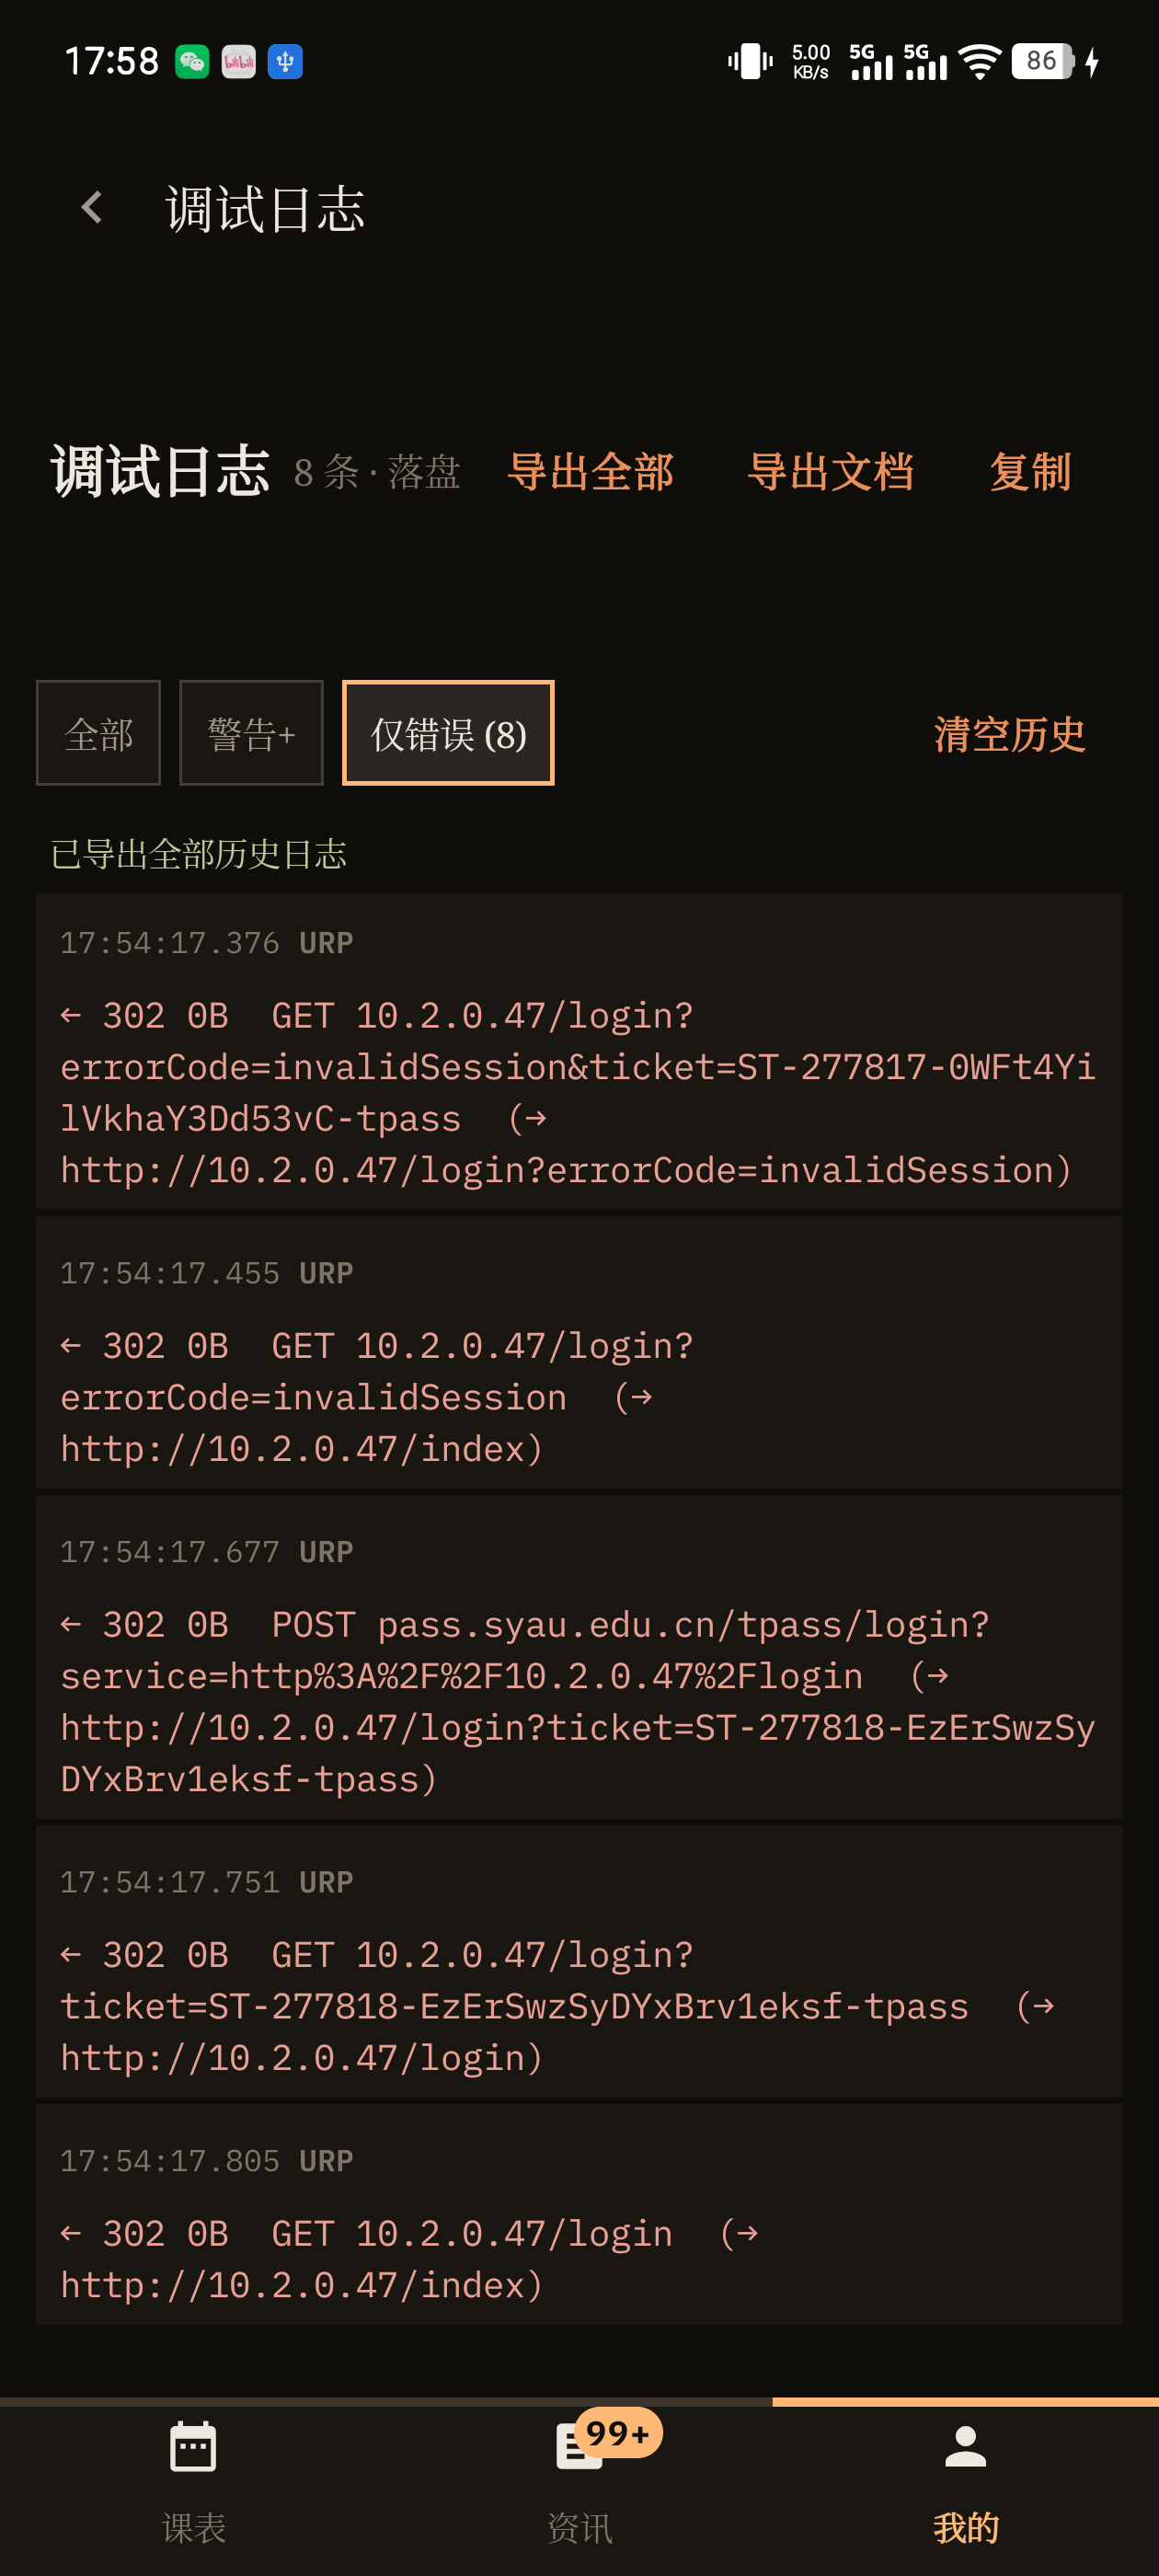 17:58
5.00 KB/s 5G 5G 86
调试日志
调试日志 8 条 · 落盘 导出全部 导出文档 复制
全部 警告+ 仅错误 (8) 清空历史
已导出全部历史日志
17:54:17.376 URP
← 302 0B  GET 10.2.0.47/login?
errorCode=invalidSession&ticket=ST-277817-0WFt4Yi
lVkhaY3Dd53vC-tpass  (→
http://10.2.0.47/login?errorCode=invalidSession)
17:54:17.455 URP
← 302 0B  GET 10.2.0.47/login?
errorCode=invalidSession  (→
http://10.2.0.47/index)
17:54:17.677 URP
← 302 0B  POST pass.syau.edu.cn/tpass/login?
service=http%3A%2F%2F10.2.0.47%2Flogin  (→
http://10.2.0.47/login?ticket=ST-277818-EzErSwzSy
DYxBrv1eksf-tpass)
17:54:17.751 URP
← 302 0B  GET 10.2.0.47/login?
ticket=ST-277818-EzErSwzSyDYxBrv1eksf-tpass  (→
http://10.2.0.47/login)
17:54:17.805 URP
← 302 0B  GET 10.2.0.47/login  (→
http://10.2.0.47/index)
99+
课表 资讯 我的